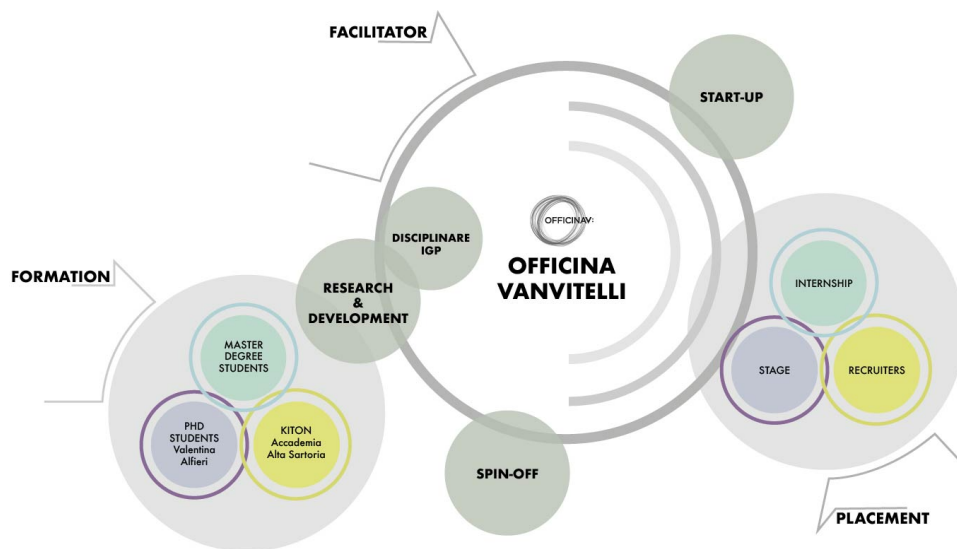 FACILITATOR
START-UP
OFFICINAV:
DISCIPLINARE
IGP
OFFICINA
VANVITELLI
FORMATION
RESEARCH
&
DEVELOPMENT
INTERNSHIP
MASTER
DEGREE
STUDENTS
STAGE
RECRUITERS
PHD
STUDENTS
Valentina
Alfieri
KITON
Accademia
Alta Sartoria
SPIN-OFF
PLACEMENT